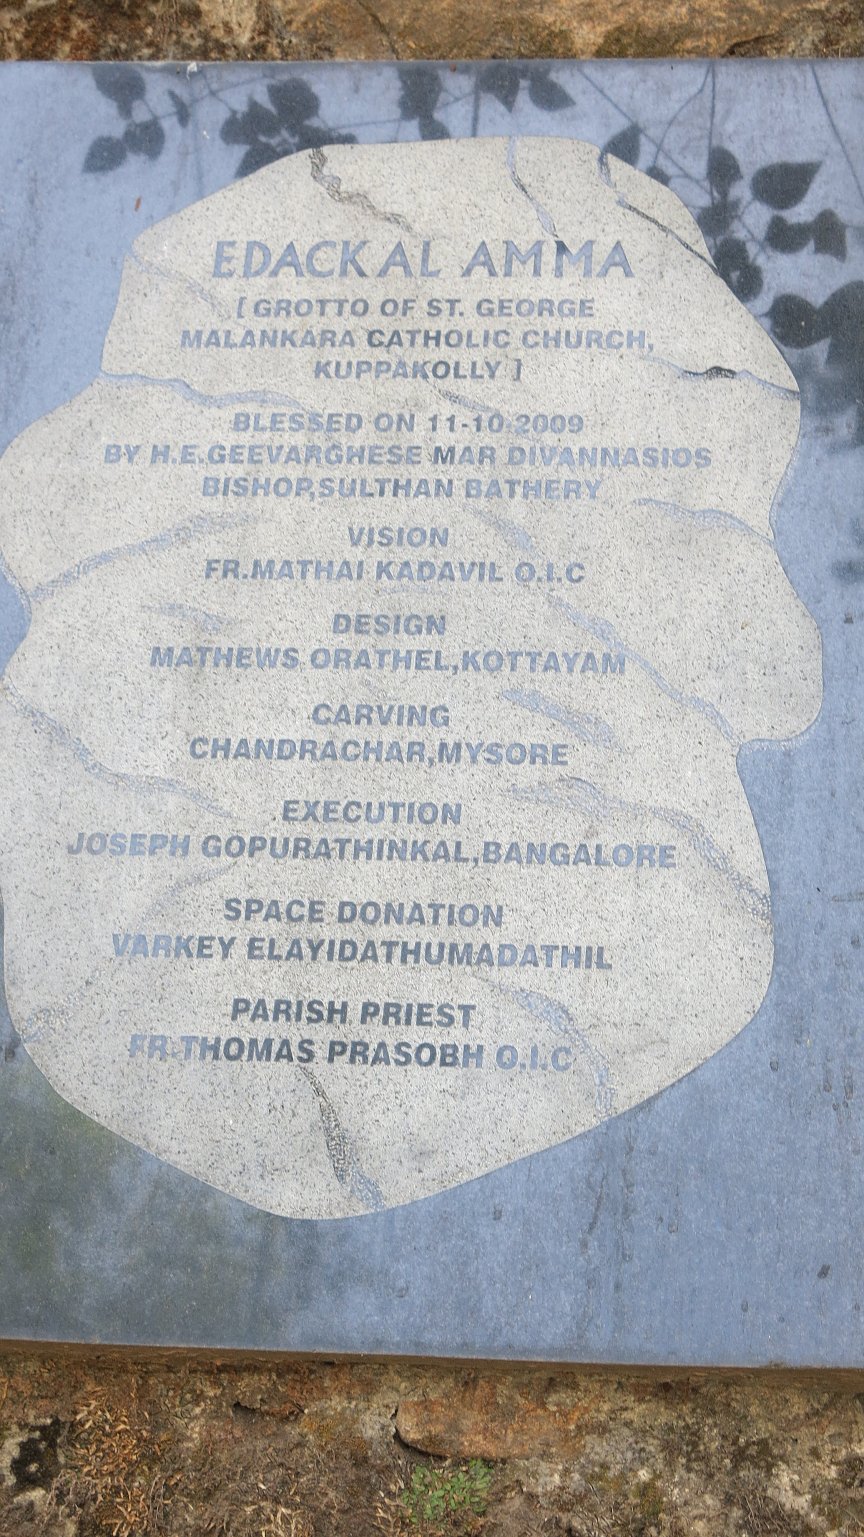 EDACKAL AMMA
[ GROTTO OF ST. GEORGE
MALANKARA CATHOLIC CHURCH,
KUPPAKOLLY ]
BLESSED ON 11-10-2009
BY H.E.GEEVARGHESE MAR DIVANNASIOS
BISHOP,SULTHAN BATHERY
VISION
FR.MATHAI KADAVIL O.I.C
DESIGN
MATHEWS ORATHEL,KOTTAYAM
CARVING
CHANDRACHAR,MYSORE
EXECUTION
JOSEPH GOPURATHINKAL,BANGALORE
SPACE DONATION
VARKEY ELAYIDATHUMADATHIL
PARISH PRIEST
FR.THOMAS PRASOBH O.I.C